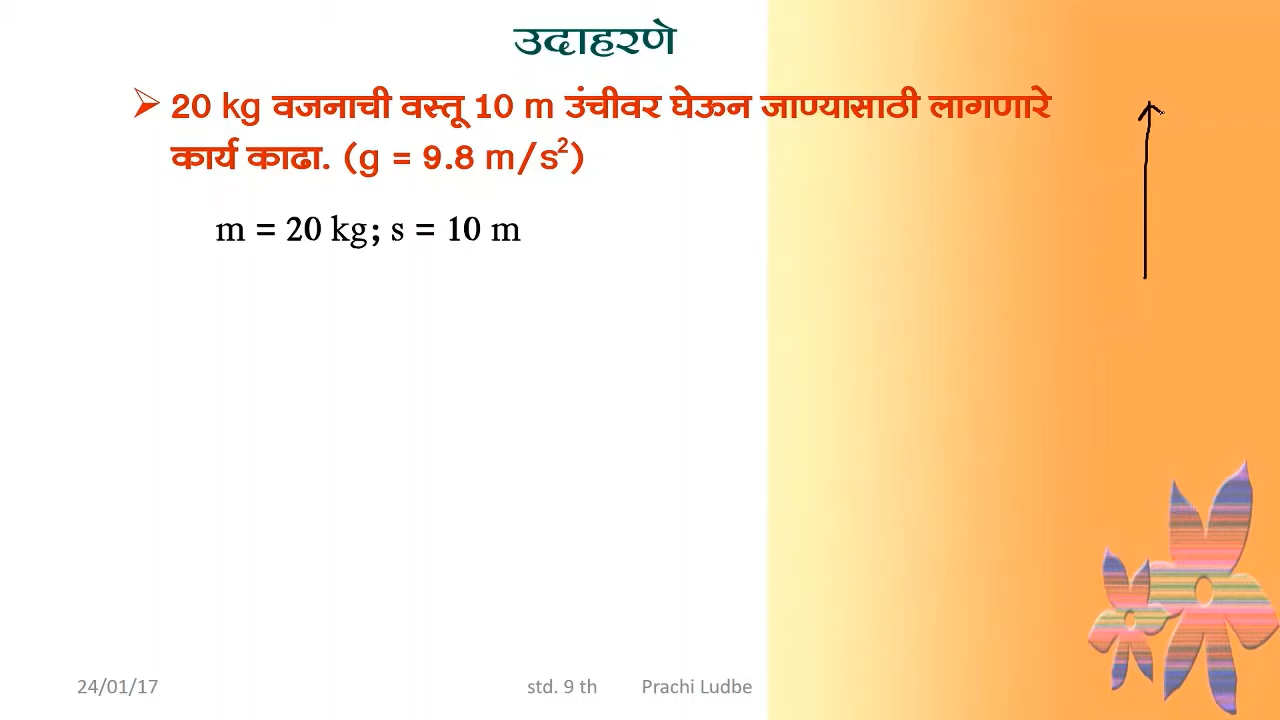 उदाहरणे
20 kg वजनाची वस्तू 10 m उंचीवर घेऊन जाण्यासाठी लागणारे
कार्य काढा. (g = 9.8 m/s²)
m = 20 kg; s = 10 m
24/01/17 std. 9 th Prachi Ludbe